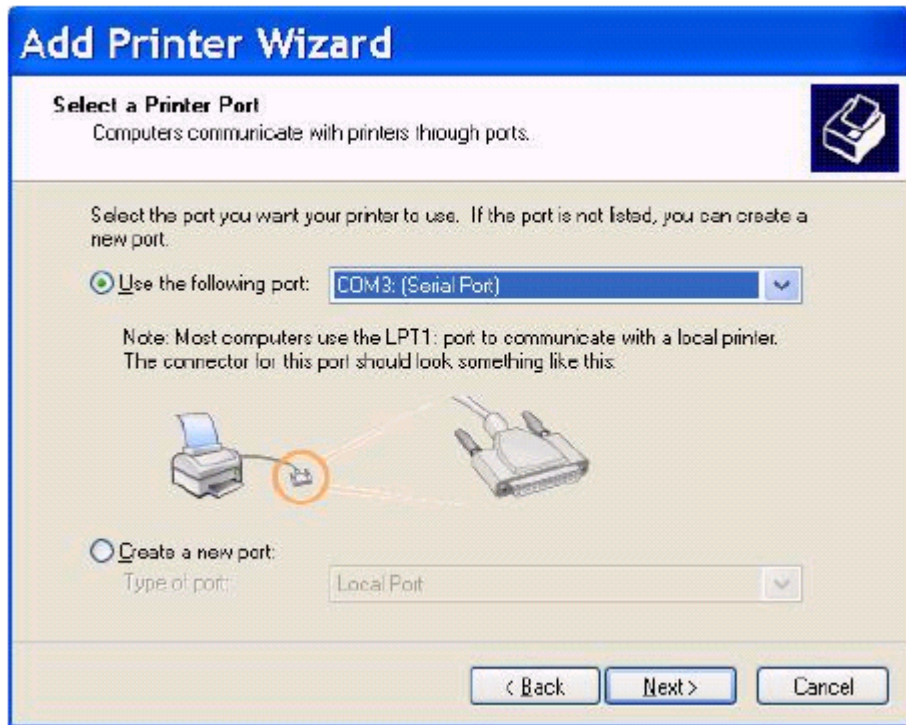 Add Printer Wizard
Select a Printer Port
Computers communicate with printers through ports.
Select the port you want your printer to use. If the port is not listed, you can create a
new port.
Use the following port:
COM3: (Serial Port)
Note: Most computers use the LPT1: port to communicate with a local printer.
The connector for this port should look something like this:
Create a new port:
Type of port:
Local Port
< Back
Next >
Cancel